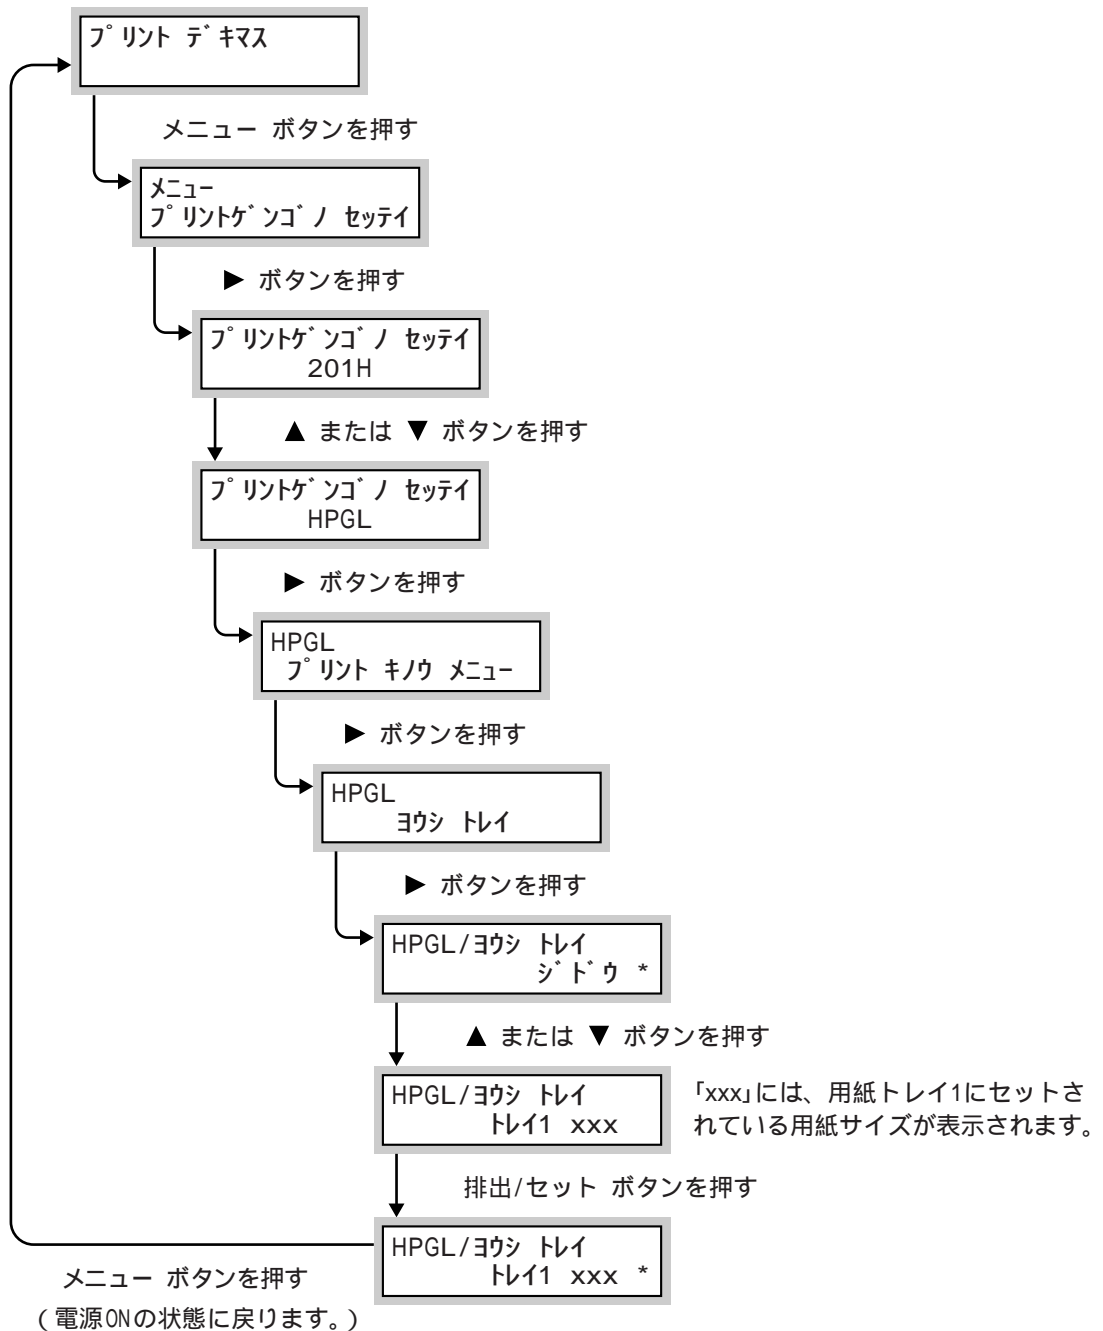 プリント デキマス
メニュー ボタンを押す
メニュー
プリントゲンゴノ セッテイ
▶ ボタンを押す
プリントゲンゴノ セッテイ
201H
▲ または ▼ ボタンを押す
プリントゲンゴノ セッテイ
HPGL
▶ ボタンを押す
HPGL
プリント キノウ メニュー
▶ ボタンを押す
HPGL
ヨウシ トレイ
▶ ボタンを押す
HPGL/ヨウシ トレイ
ジドウ *
▲ または ▼ ボタンを押す
HPGL/ヨウシ トレイ
トレイ1 xxx
「xxx」には、用紙トレイ1にセットさ
れている用紙サイズが表示されます。
排出/セット ボタンを押す
HPGL/ヨウシ トレイ
トレイ1 xxx *
メニュー ボタンを押す
(電源ONの状態に戻ります。)